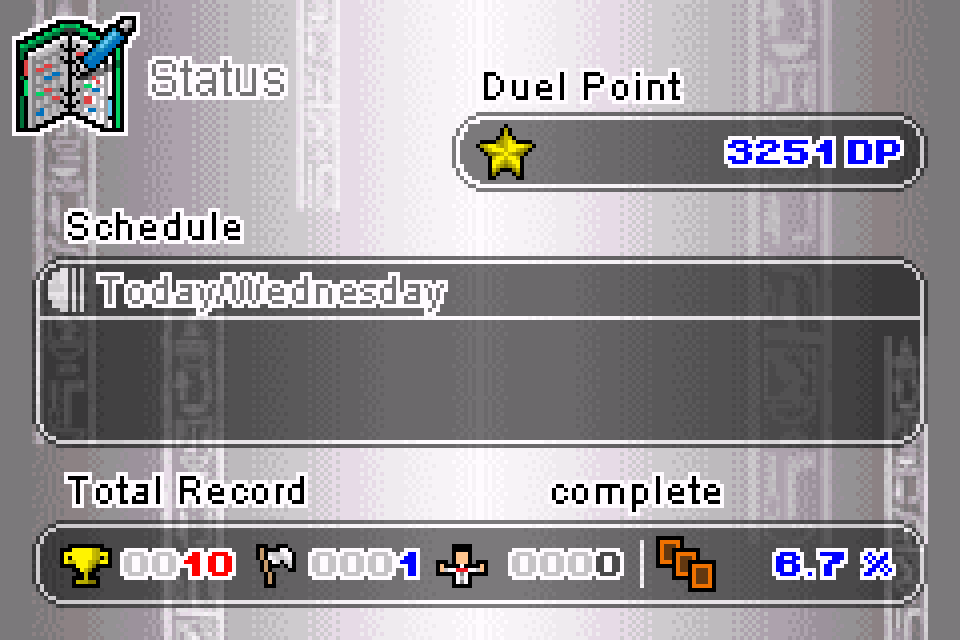 Status
Duel Point
3251 DP
Schedule
Today/Wednesday
Total Record complete
0010 0001 0000 6.7 %